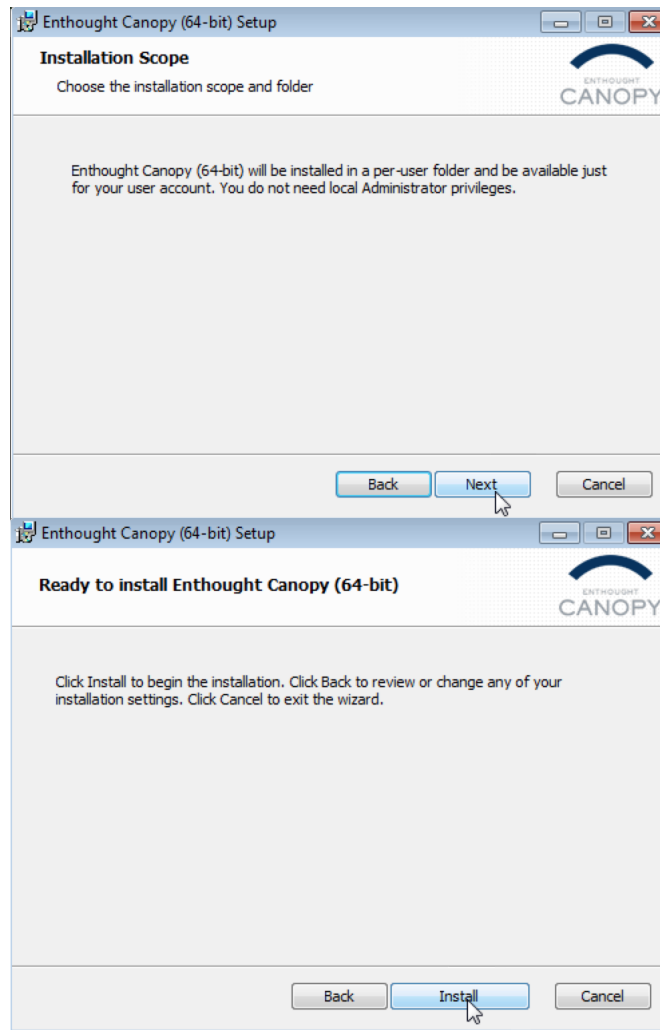 Enthought Canopy (64-bit) Setup
Installation Scope
Choose the installation scope and folder
ENTHOUGHT
CANOPY
Enthought Canopy (64-bit) will be installed in a per-user folder and be available just
for your user account. You do not need local Administrator privileges.
Back Next Cancel
Enthought Canopy (64-bit) Setup
Ready to install Enthought Canopy (64-bit)
ENTHOUGHT
CANOPY
Click Install to begin the installation. Click Back to review or change any of your
installation settings. Click Cancel to exit the wizard.
Back Install Cancel